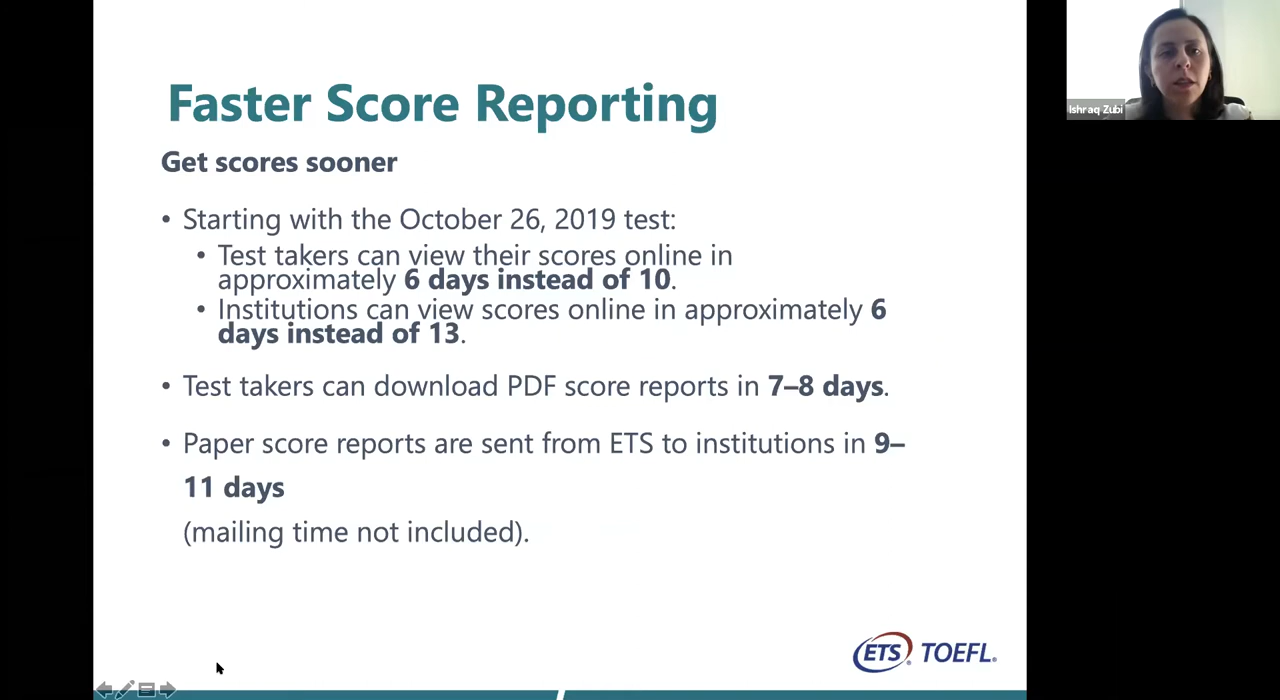 Faster Score Reporting
Get scores sooner
• Starting with the October 26, 2019 test:
• Test takers can view their scores online in
approximately 6 days instead of 10.
• Institutions can view scores online in approximately 6
days instead of 13.
• Test takers can download PDF score reports in 7–8 days.
• Paper score reports are sent from ETS to institutions in 9–
11 days
(mailing time not included).
ETS® TOEFL®
Ishraq Zubi